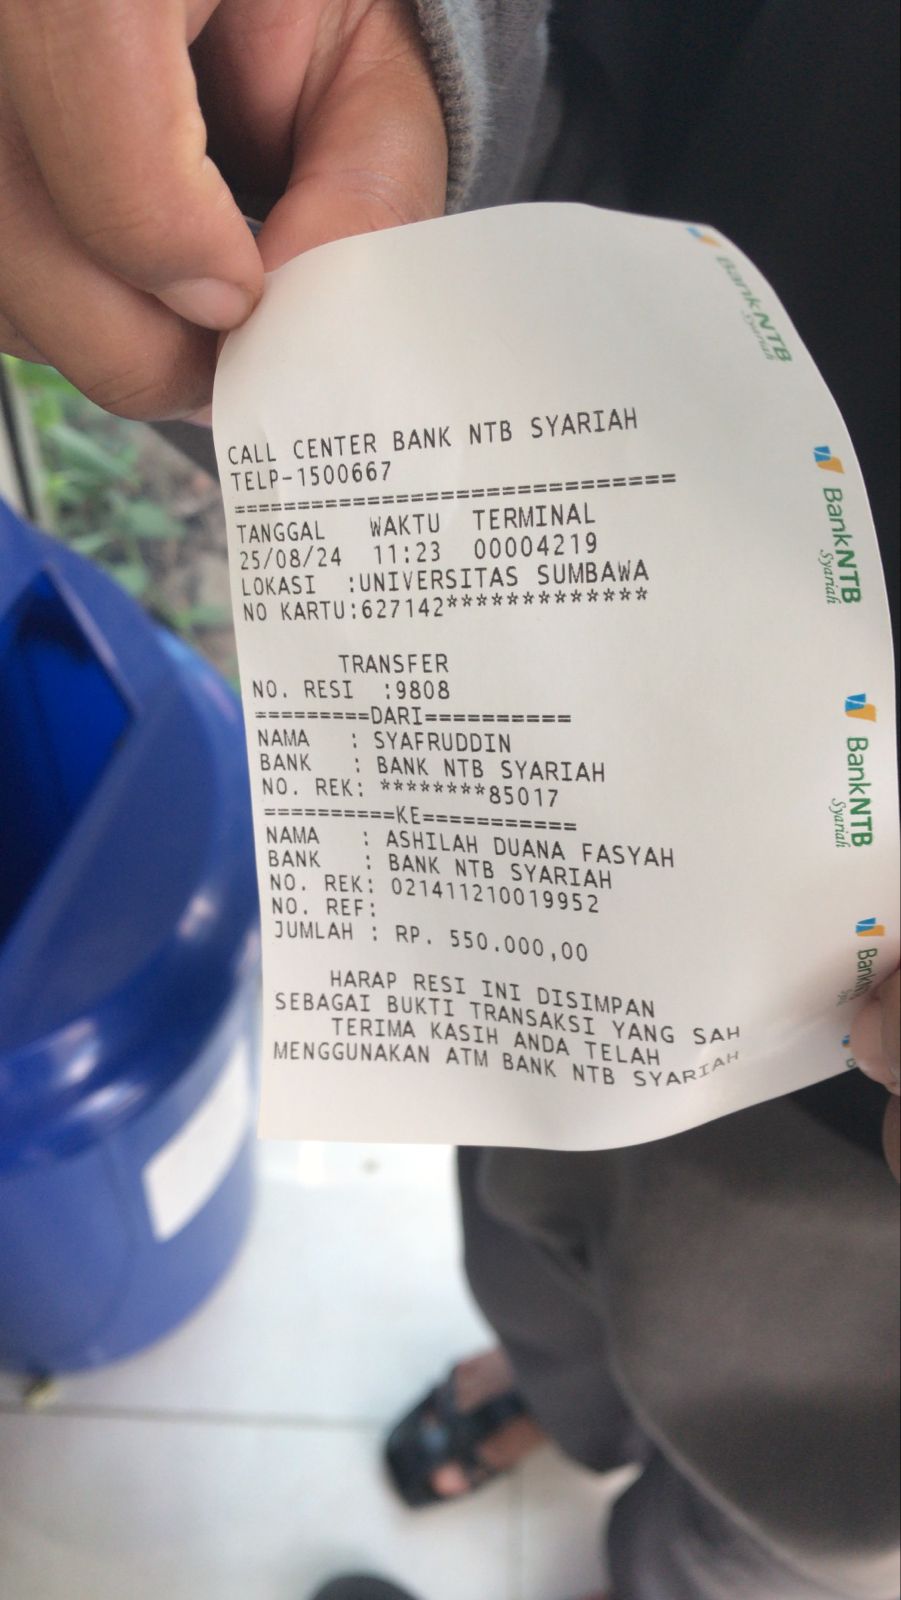 CALL CENTER BANK NTB SYARIAH
TELP-1500667
=============================
TANGGAL WAKTU TERMINAL
25/08/24 11:23 00004219
LOKASI :UNIVERSITAS SUMBAWA
NO KARTU:627142*************
TRANSFER
NO. RESI :9808
=========DARI==========
NAMA : SYAFRUDDIN
BANK : BANK NTB SYARIAH
NO. REK: ********85017
==========KE============
NAMA : ASHILAH DUANA FASYAH
BANK : BANK NTB SYARIAH
NO. REK: 021411210019952
NO. REF:
JUMLAH : RP. 550.000,00
HARAP RESI INI DISIMPAN
SEBAGAI BUKTI TRANSAKSI YANG SAH
TERIMA KASIH ANDA TELAH
MENGGUNAKAN ATM BANK NTB SYARIAH
BankNTB
Syariah
BankNTB
Syariah
BankNTB
Syariah
Bank